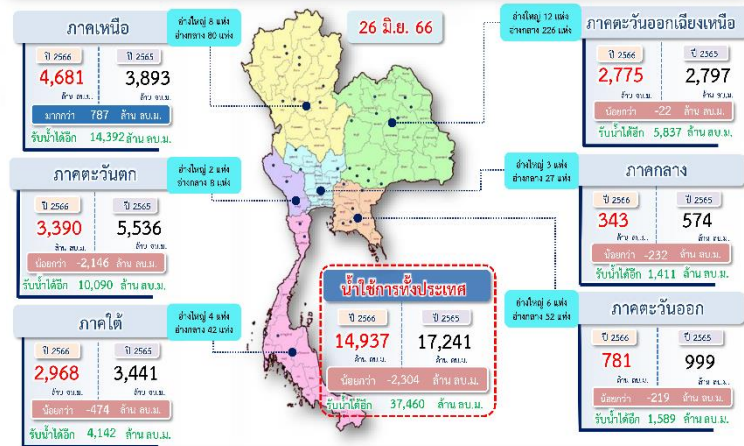 26 มิ.ย. 66
ภาคเหนือ
อ่างใหญ่ 8 แห่ง
อ่างกลาง 80 แห่ง
ปี 2566 ปี 2565
4,681 3,893
ล้าน ลบ.ม. ล้าน ลบ.ม.
มากกว่า 787 ล้าน ลบ.ม.
รับน้ำได้อีก 14,392 ล้าน ลบ.ม.
ภาคตะวันออกเฉียงเหนือ
อ่างใหญ่ 12 แห่ง
อ่างกลาง 226 แห่ง
ปี 2566 ปี 2565
2,775 2,797
ล้าน ลบ.ม. ล้าน ลบ.ม.
น้อยกว่า -22 ล้าน ลบ.ม.
รับน้ำได้อีก 5,837 ล้าน ลบ.ม.
ภาคตะวันตก
อ่างใหญ่ 2 แห่ง
อ่างกลาง 8 แห่ง
ปี 2566 ปี 2565
3,390 5,536
ล้าน ลบ.ม. ล้าน ลบ.ม.
น้อยกว่า -2,146 ล้าน ลบ.ม.
รับน้ำได้อีก 10,090 ล้าน ลบ.ม.
ภาคกลาง
อ่างใหญ่ 3 แห่ง
อ่างกลาง 27 แห่ง
ปี 2566 ปี 2565
343 574
ล้าน ลบ.ม. ล้าน ลบ.ม.
น้อยกว่า -232 ล้าน ลบ.ม.
รับน้ำได้อีก 1,411 ล้าน ลบ.ม.
ภาคใต้
อ่างใหญ่ 4 แห่ง
อ่างกลาง 42 แห่ง
ปี 2566 ปี 2565
2,968 3,441
ล้าน ลบ.ม. ล้าน ลบ.ม.
น้อยกว่า -474 ล้าน ลบ.ม.
รับน้ำได้อีก 4,142 ล้าน ลบ.ม.
น้ำใช้การทั้งประเทศ
ปี 2566 ปี 2565
14,937 17,241
ล้าน ลบ.ม. ล้าน ลบ.ม.
น้อยกว่า -2,304 ล้าน ลบ.ม.
รับน้ำได้อีก 37,460 ล้าน ลบ.ม.
ภาคตะวันออก
อ่างใหญ่ 6 แห่ง
อ่างกลาง 52 แห่ง
ปี 2566 ปี 2565
781 999
ล้าน ลบ.ม. ล้าน ลบ.ม.
น้อยกว่า -219 ล้าน ลบ.ม.
รับน้ำได้อีก 1,589 ล้าน ลบ.ม.